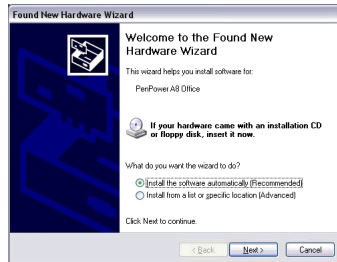 Found New Hardware Wizard
Welcome to the Found New
Hardware Wizard
This wizard helps you install software for:
PenPower A8 Office
If your hardware came with an installation CD
or floppy disk, insert it now.
What do you want the wizard to do?
Install the software automatically (Recommended)
Install from a list or specific location (Advanced)
Click Next to continue.
< Back Next > Cancel